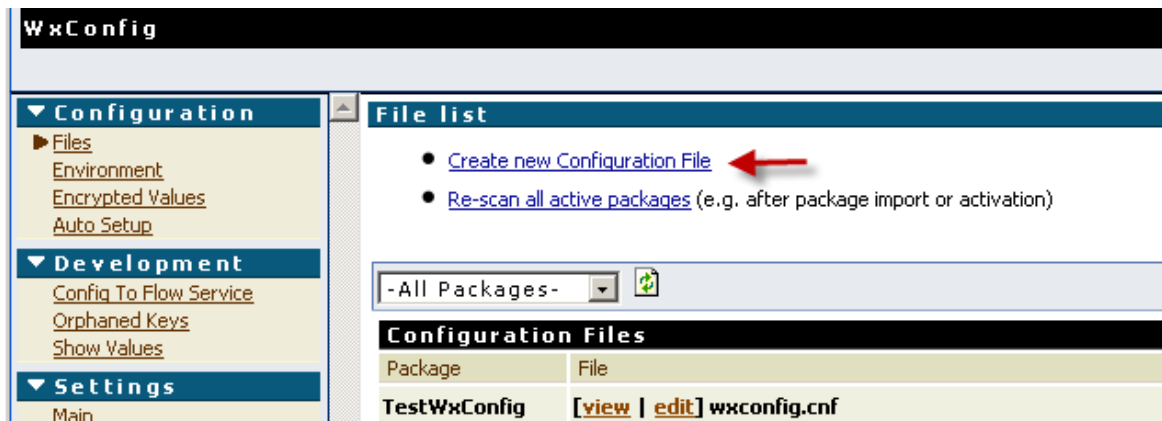 WxConfig
Configuration
Files
Environment
Encrypted Values
Auto Setup
Development
Config To Flow Service
Orphaned Keys
Show Values
Settings
Main
File list
Create new Configuration File
Re-scan all active packages (e.g. after package import or activation)
-All Packages-
Configuration Files
Package File
TestWxConfig [view | edit] wxconfig.cnf